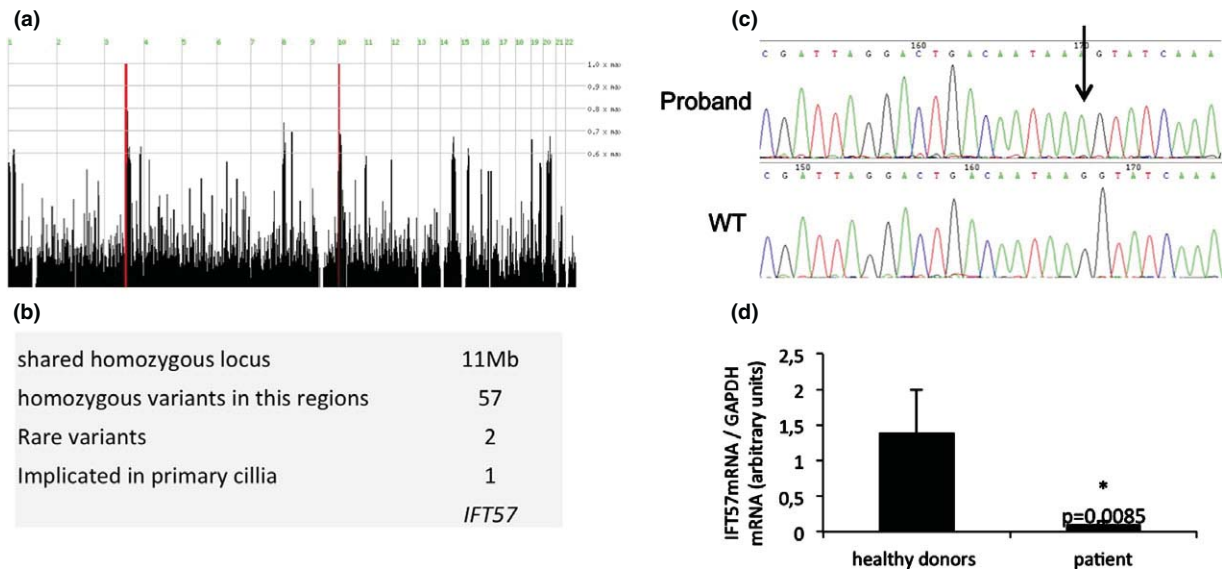 (a)
1 2 3 4 5 6 7 8 9 10 11 12 13 14 15 16 17 18 19 20 21 22
1.0 x max
0.9 x max
0.8 x max
0.7 x max
0.6 x max
(b)
shared homozygous locus 11Mb
homozygous variants in this regions 57
Rare variants 2
Implicated in primary cillia 1
IFT57
(c)
160 170
C G A T T A G G A C T G A C A A T A A A G T A T C A A A
Proband
150 160 170
C G A T T A G G A C T G A C A A T A A G G T A T C A A A
WT
(d)
IFT57mRNA / GAPDH
mRNA (arbitrary units)
2,5
2
1,5
1
0,5
0
*
p=0.0085
healthy donors patient